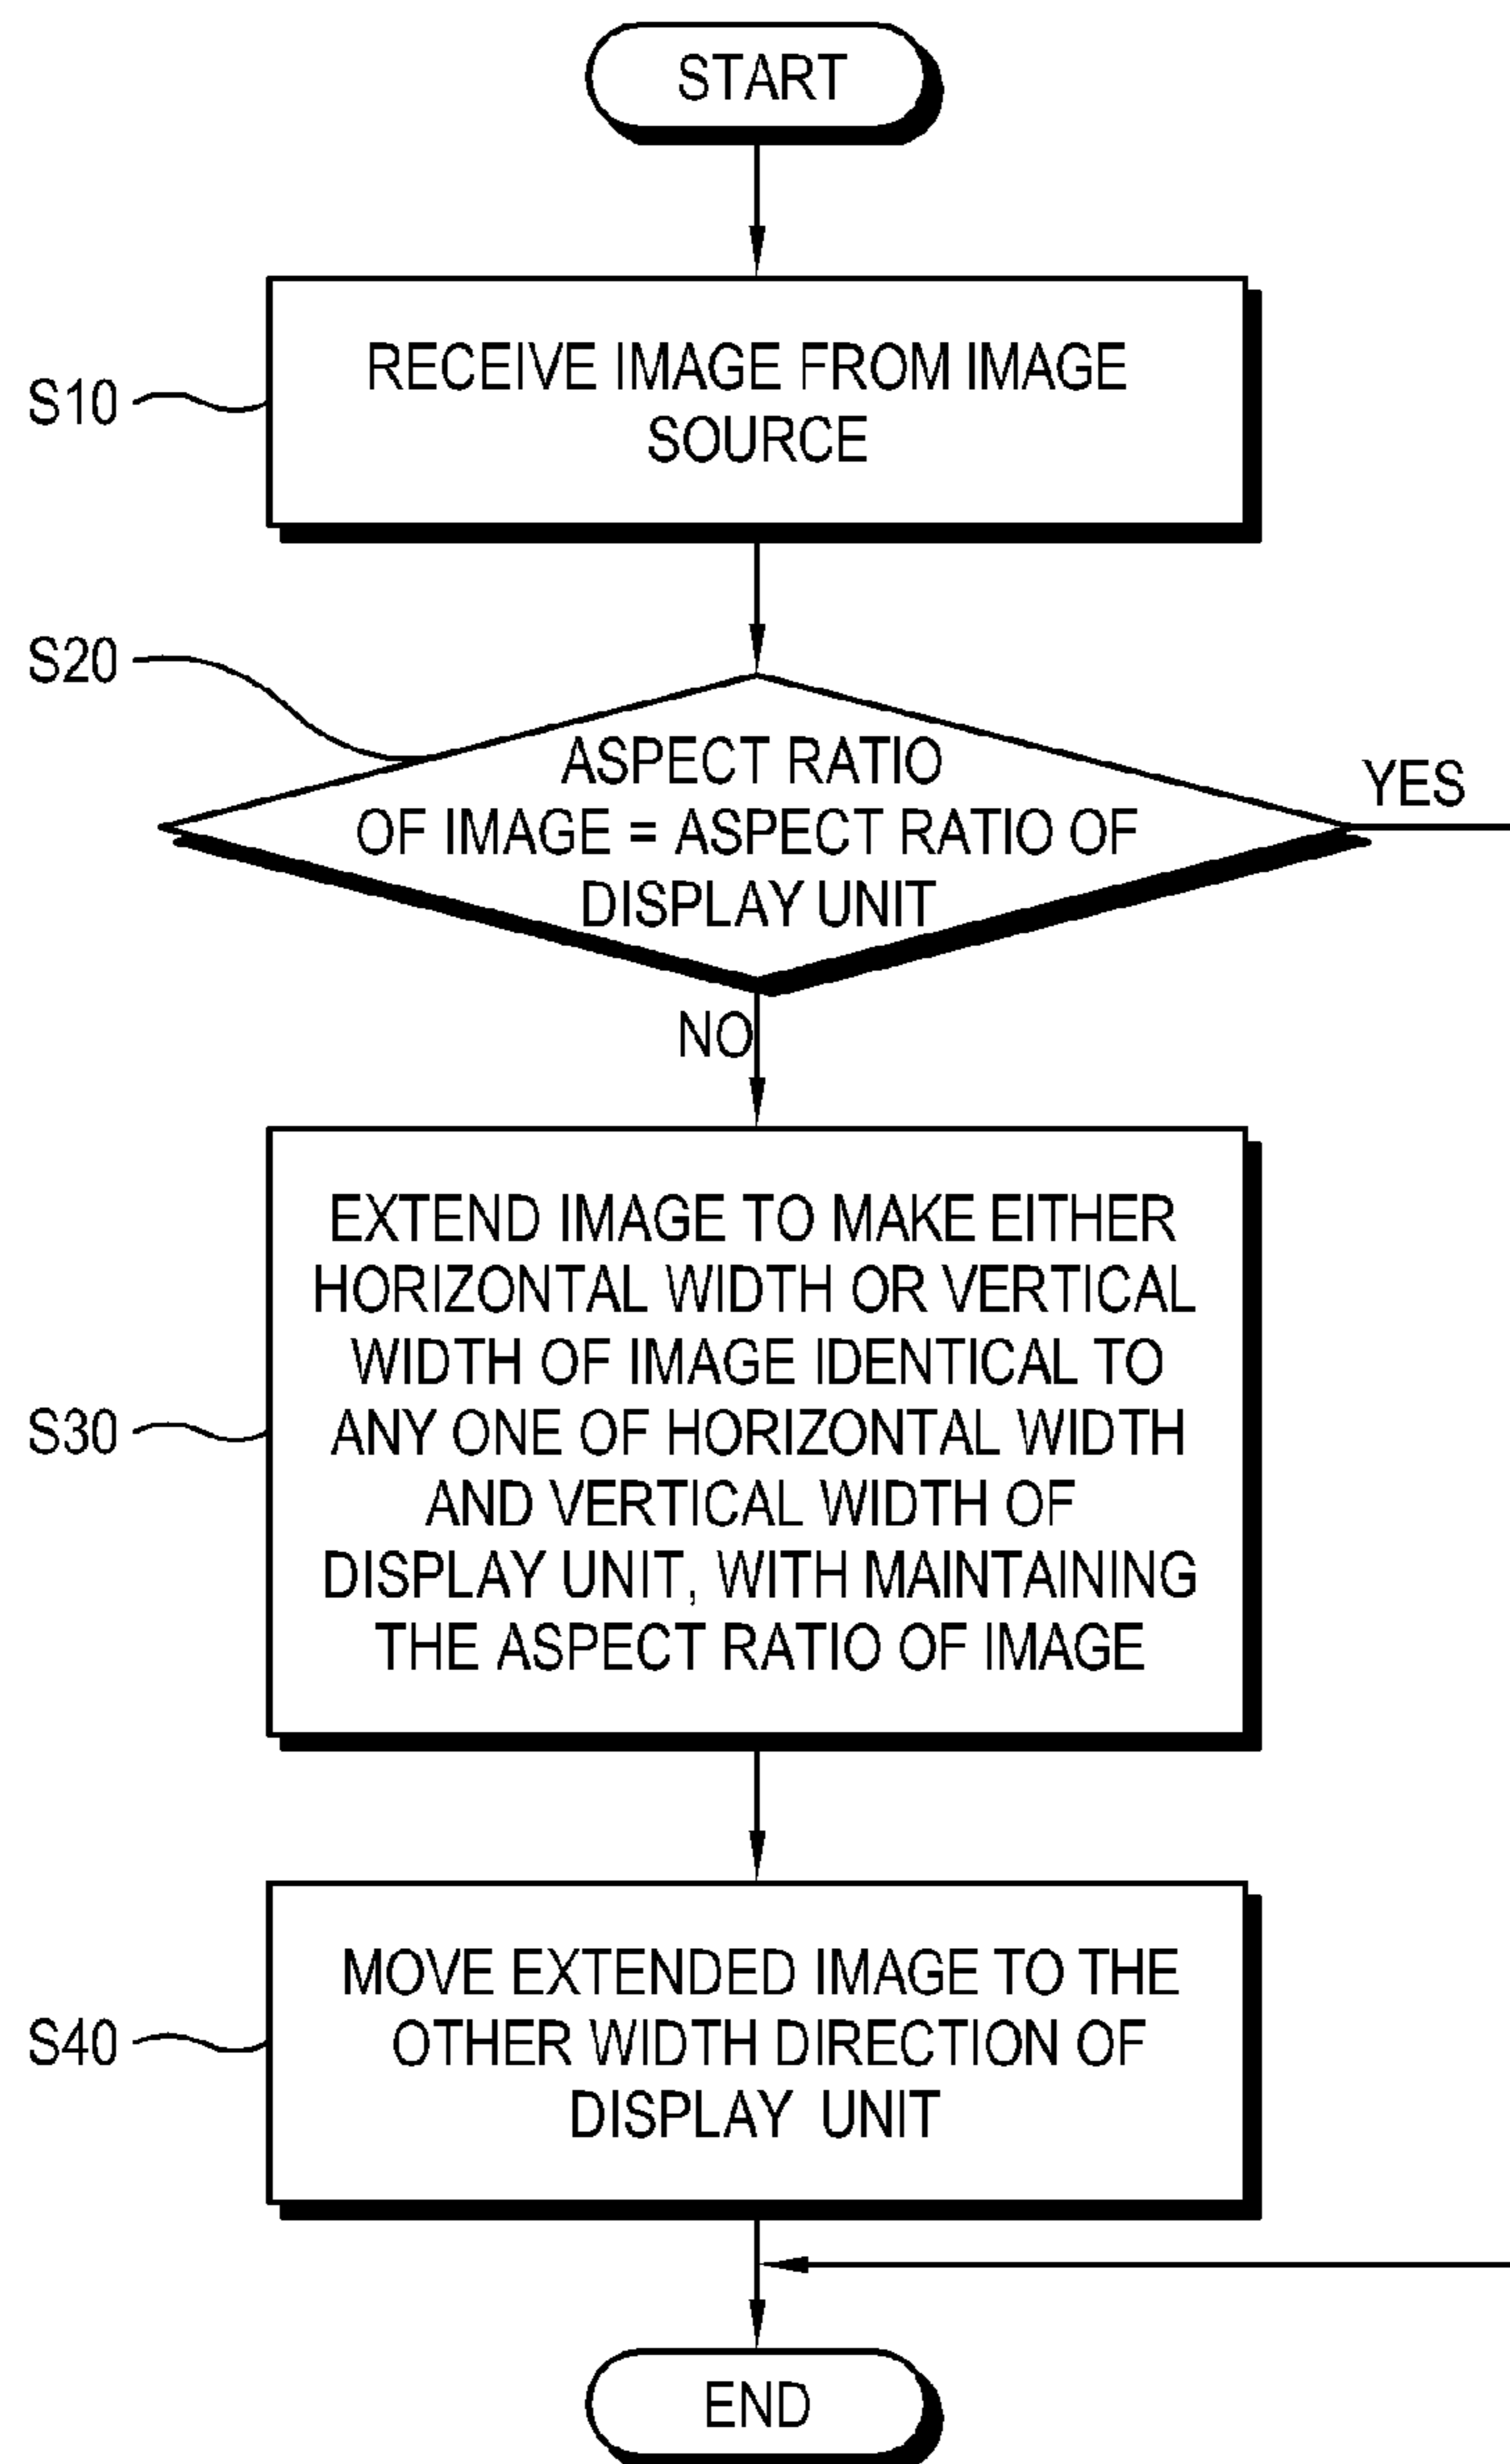 START
RECEIVE IMAGE FROM IMAGE
SOURCE
S10
S20
ASPECT RATIO
OF IMAGE = ASPECT RATIO OF
DISPLAY UNIT
YES
NO
EXTEND IMAGE TO MAKE EITHER
HORIZONTAL WIDTH OR VERTICAL
WIDTH OF IMAGE IDENTICAL TO
ANY ONE OF HORIZONTAL WIDTH
AND VERTICAL WIDTH OF
DISPLAY UNIT, WITH MAINTAINING
THE ASPECT RATIO OF IMAGE
S30
MOVE EXTENDED IMAGE TO THE
OTHER WIDTH DIRECTION OF
DISPLAY UNIT
S40
END